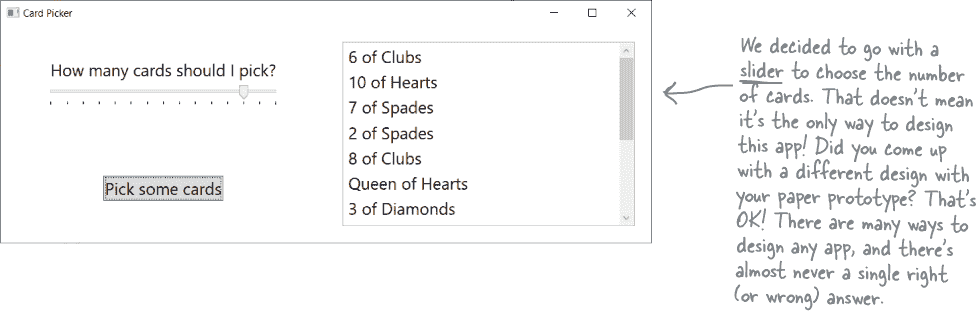 Card Picker
How many cards should I pick?
Pick some cards
6 of Clubs
10 of Hearts
7 of Spades
2 of Spades
8 of Clubs
Queen of Hearts
3 of Diamonds
We decided to go with a
slider to choose the number
of cards. That doesn't mean
it's the only way to design
this app! Did you come up
with a different design with
your paper prototype? That's
OK! There are many ways to
design any app, and there's
almost never a single right
(or wrong) answer.